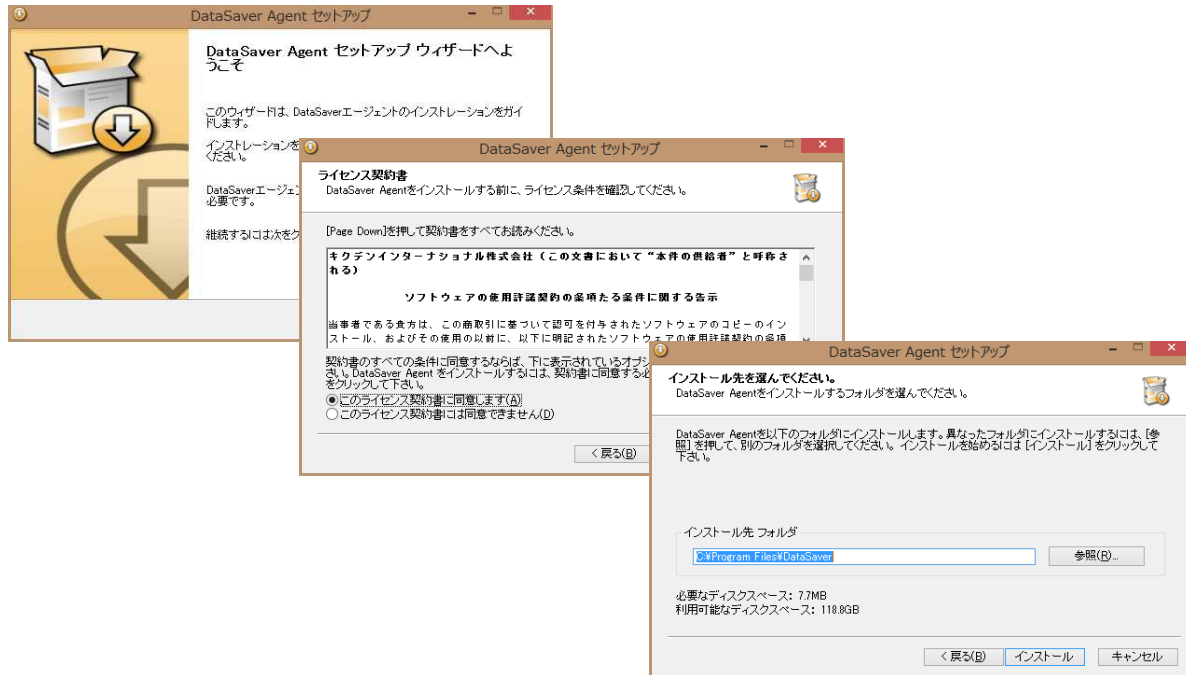 DataSaver Agent セットアップ
DataSaver Agent セットアップ ウィザードへよ
うこそ
このウィザードは、DataSaverエージェントのインストレーションをガイ
ドします。
インストレーションを
ください。
DataSaverエージェン
必要です。
継続するには次をク
DataSaver Agent セットアップ
ライセンス契約書
DataSaver Agentをインストールする前に、ライセンス条件を確認してください。
[Page Down]を押して契約書をすべてお読みください。
キクデンインターナショナル株式会社（この文書において“本件の供給者”と呼称さ
れる）
ソフトウェアの使用許諾契約の条項たる条件に関する告示
当事者である貴方は、この商取引に基づいて認可を付与されたソフトウェアのコピーのイン
ストール、およびその使用の以前に、以下に明記されたソフトウェアの使用許諾契約の条項
契約書のすべての条件に同意するならば、下に表示されているオプシ
さい。DataSaver Agent をインストールするには、契約書に同意する必
をクリックして下さい。
このライセンス契約書に同意します(A)
このライセンス契約書には同意できません(D)
< 戻る(B)
DataSaver Agent セットアップ
インストール先を選んでください。
DataSaver Agentをインストールするフォルダを選んでください。
DataSaver Agentを以下のフォルダにインストールします。異なったフォルダにインストールするには、[参
照] を押して、別のフォルダを選択してください。インストールを始めるには [インストール] をクリックして
下さい。
インストール先 フォルダ
C:¥Program Files¥DataSaver
参照(R)...
必要なディスクスペース: 7.7MB
利用可能なディスクスペース: 118.8GB
< 戻る(B)
インストール
キャンセル